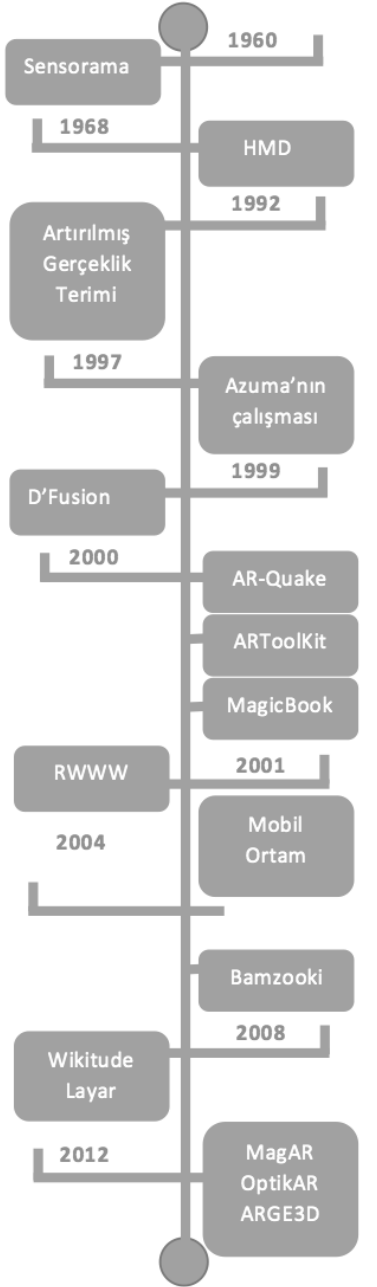 1960
Sensorama
1968
HMD
1992
Artırılmış
Gerçeklik
Terimi
1997
Azuma’nın
çalışması
1999
D’Fusion
2000
AR-Quake
ARToolKit
MagicBook
2001
RWWW
2004
Mobil
Ortam
Bamzooki
2008
Wikitude
Layar
2012
MagAR
OptikAR
ARGE3D